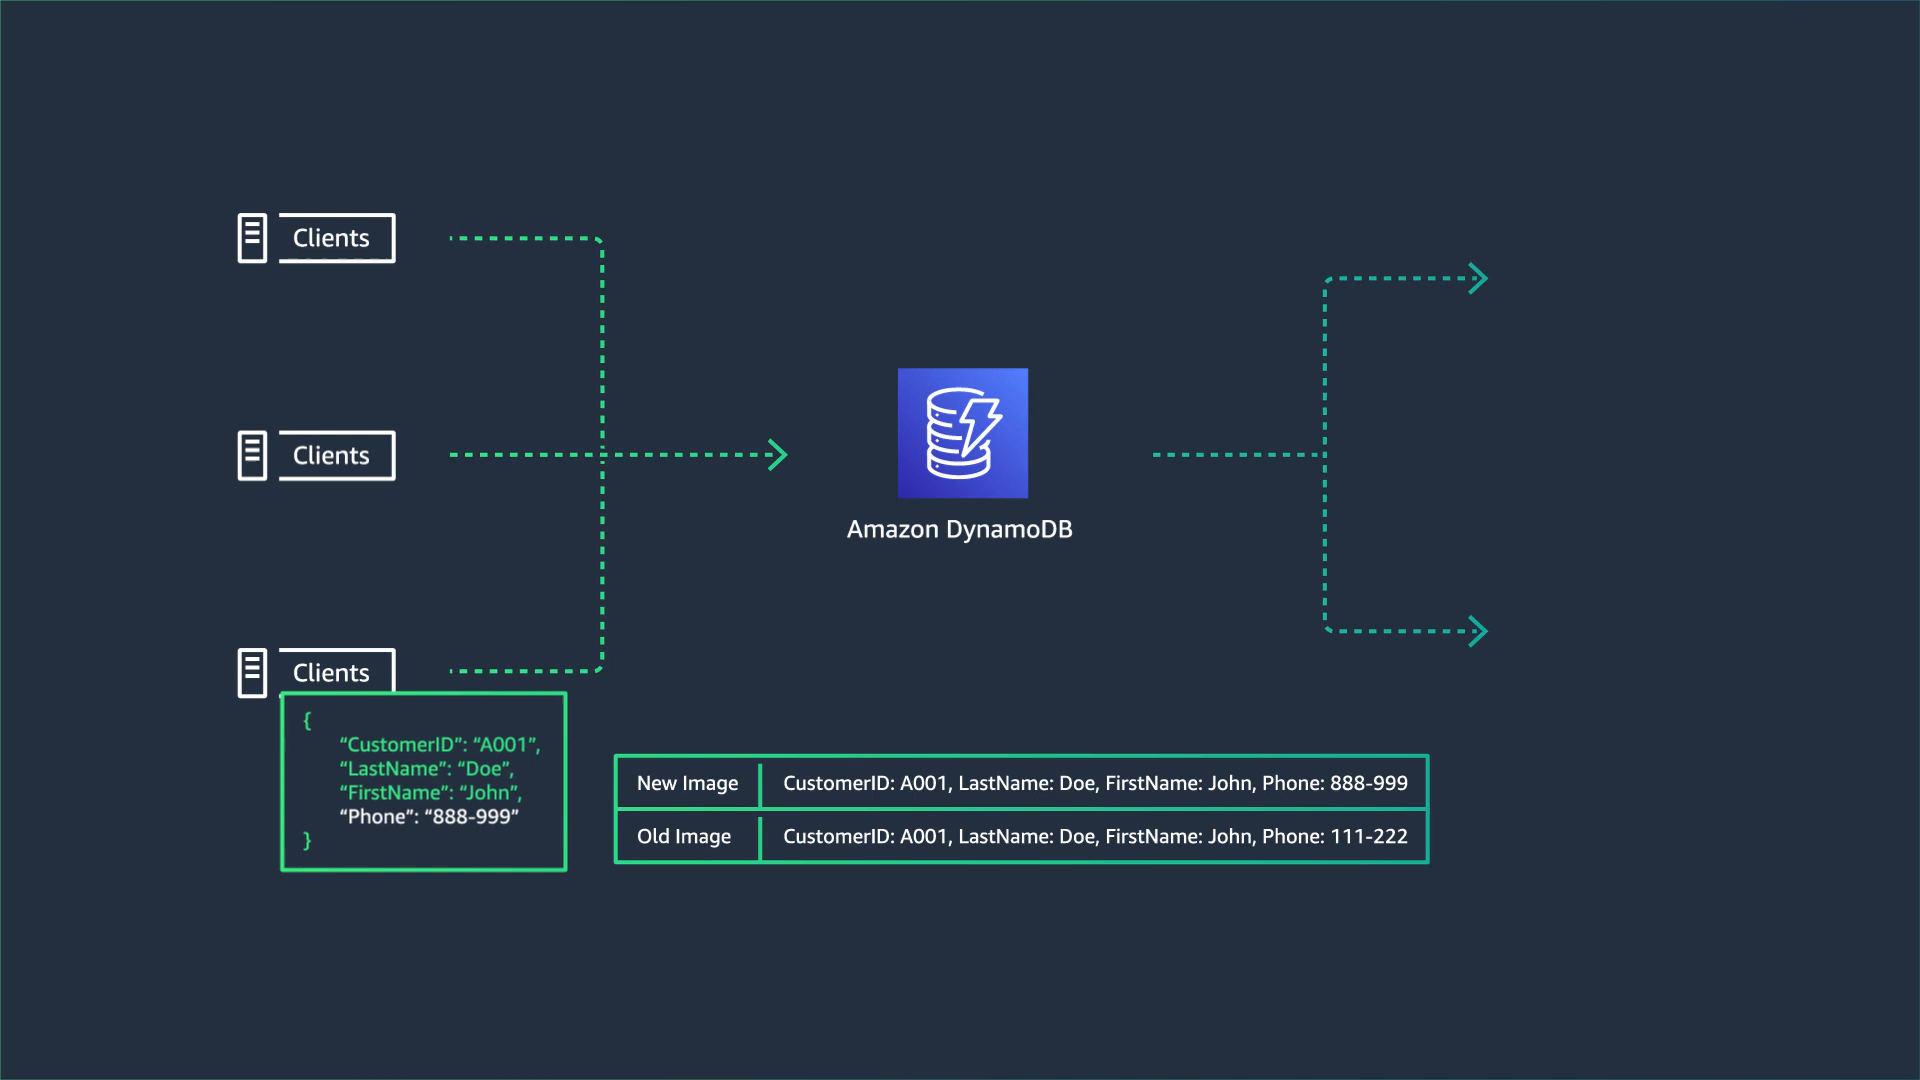 Clients
Clients
Amazon DynamoDB
Clients
{
“CustomerID”: “A001”,
“LastName”: “Doe”,
“FirstName”: “John”,
“Phone”: “888-999”
}
New Image CustomerID: A001, LastName: Doe, FirstName: John, Phone: 888-999
Old Image CustomerID: A001, LastName: Doe, FirstName: John, Phone: 111-222